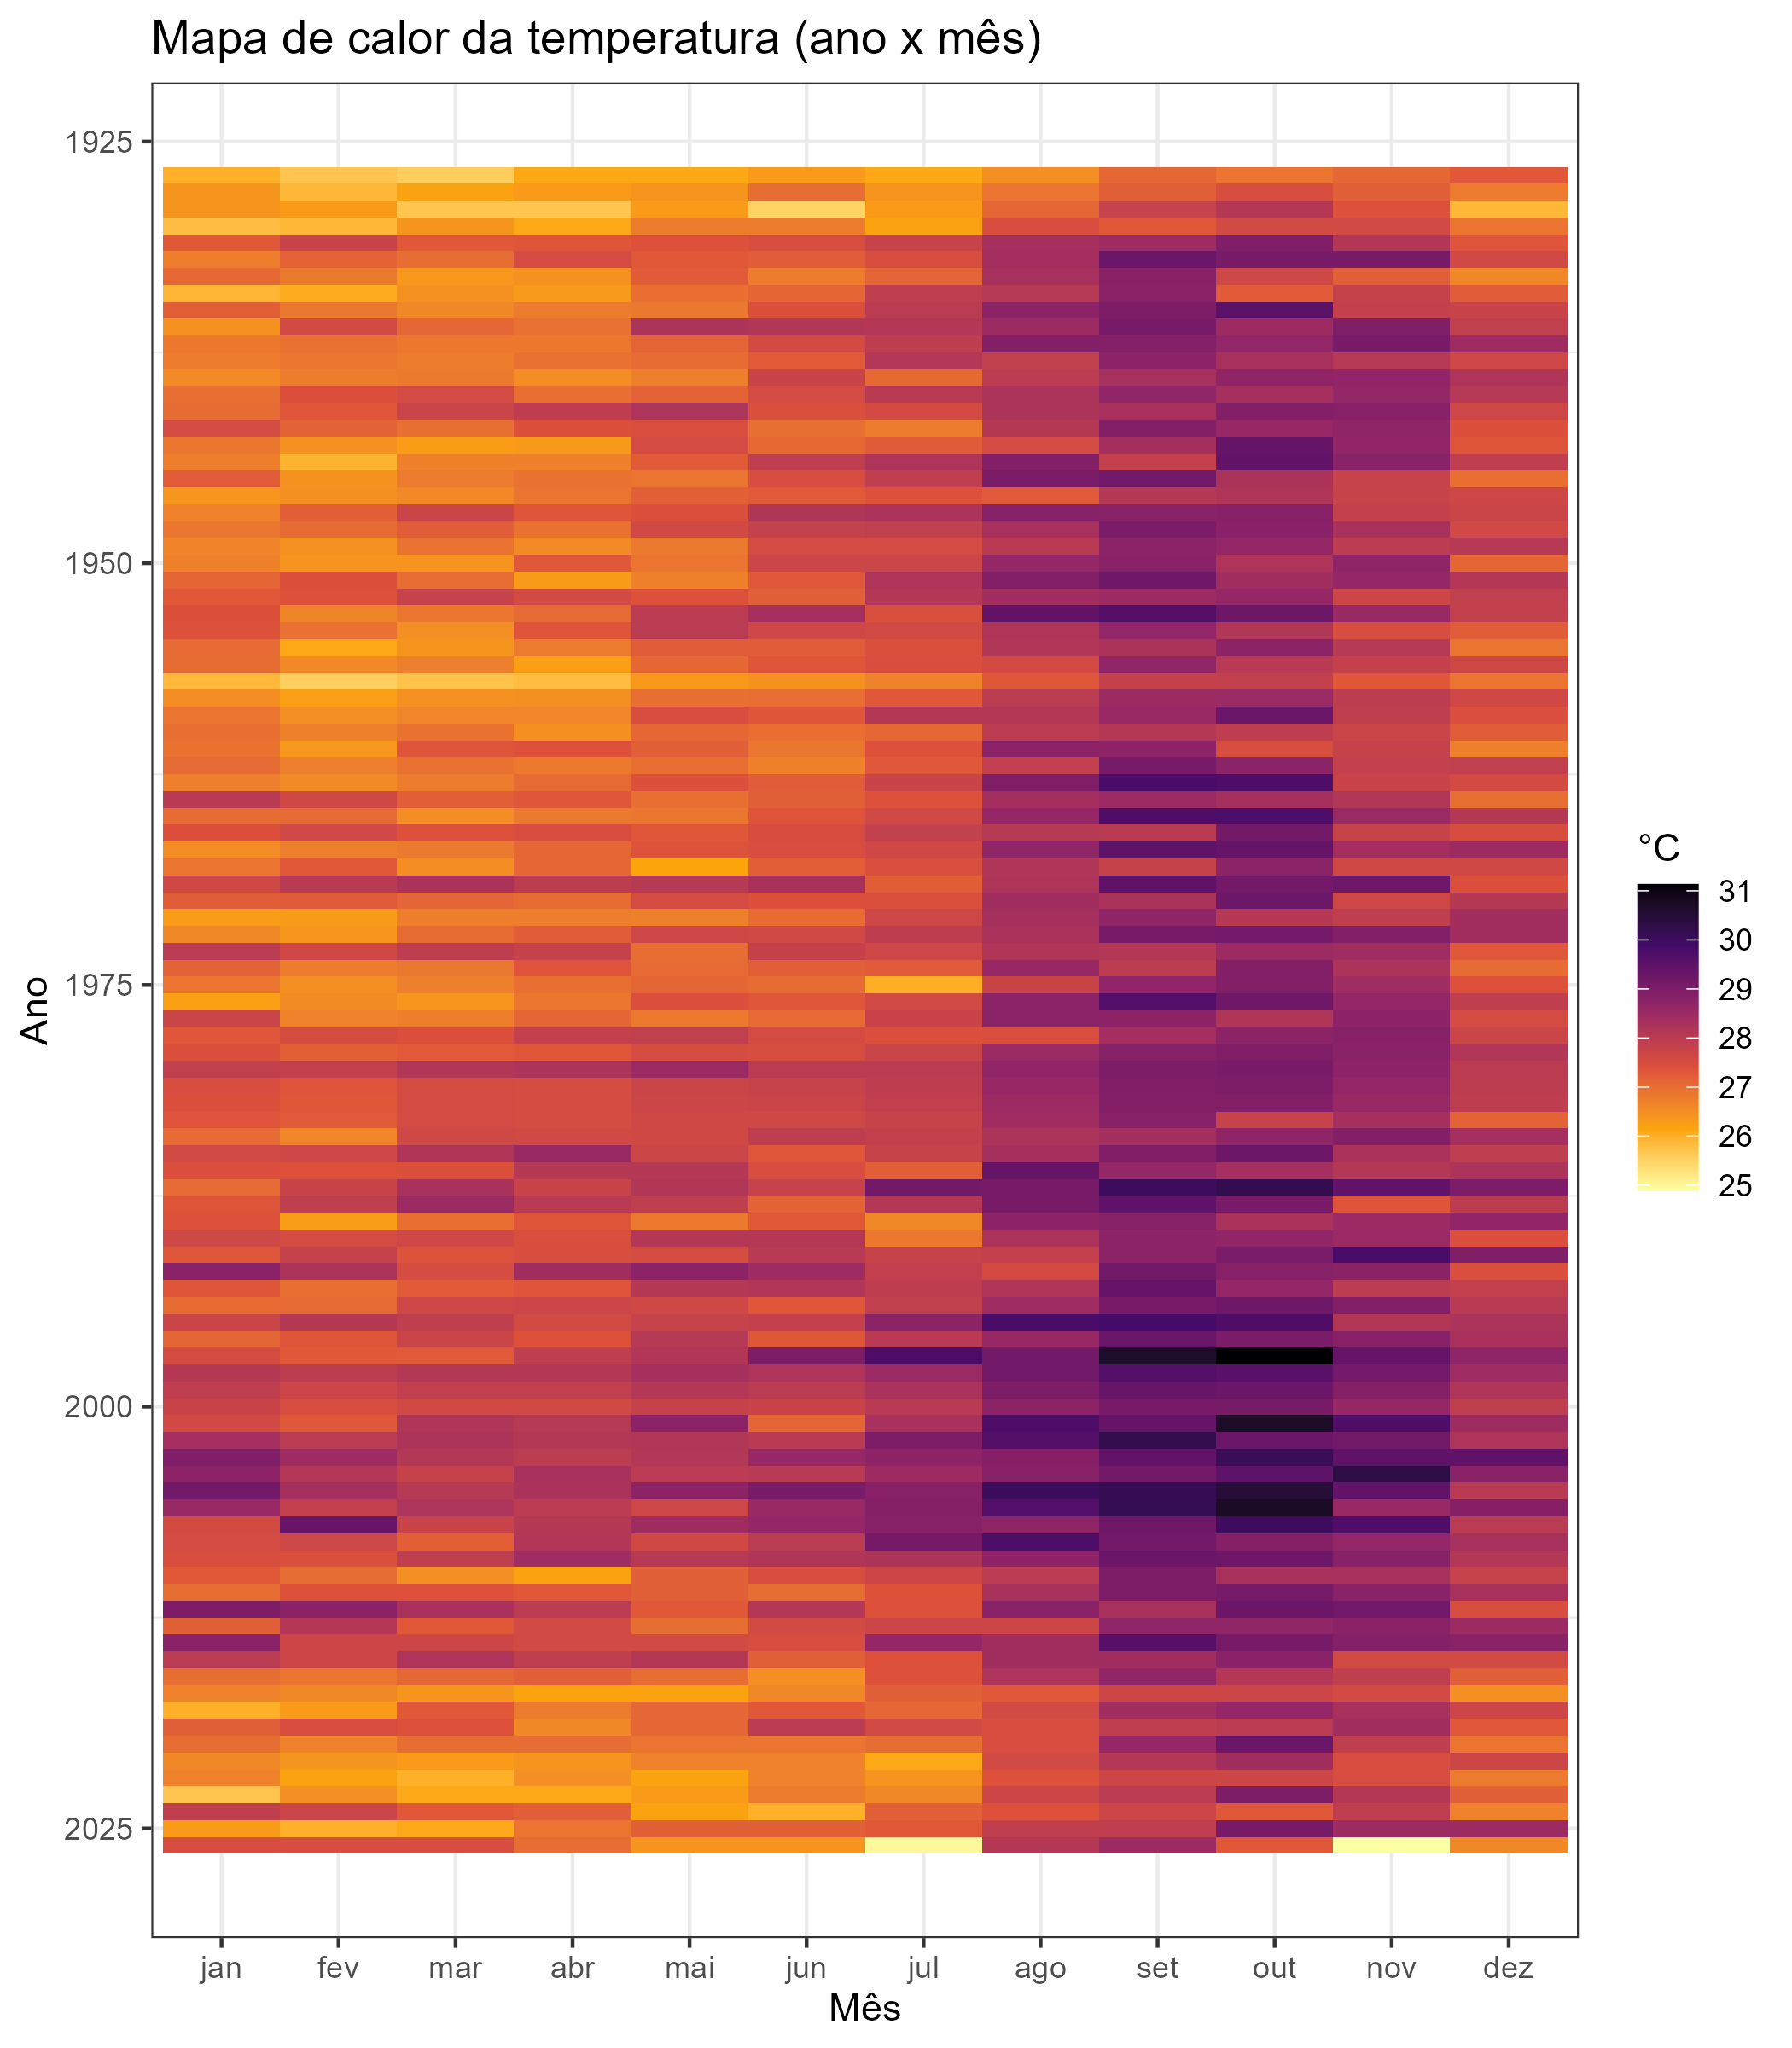 Mapa de calor da temperatura (ano x mês)
1925
1950
1975
2000
2025
Ano
jan fev mar abr mai jun jul ago set out nov dez
Mês
°C
31
30
29
28
27
26
25